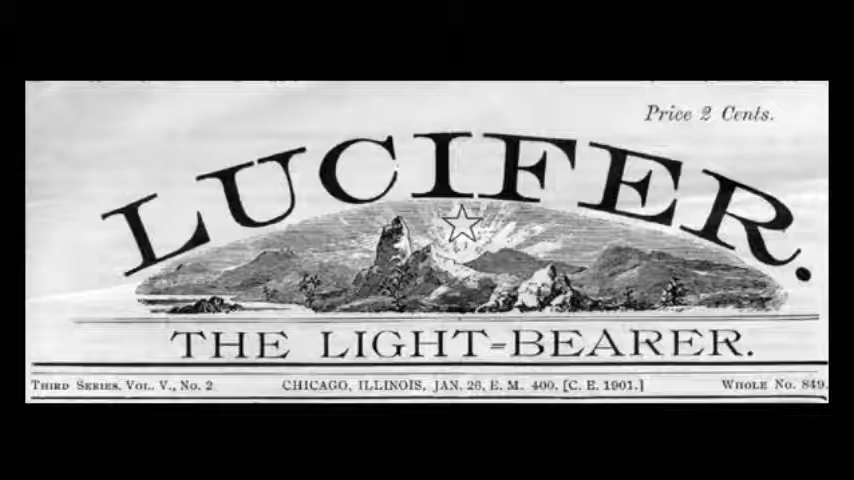 Price 2 Cents.
LUCIFER.
THE LIGHT=BEARER.
THIRD SERIES, VOL. V., NO. 2 CHICAGO, ILLINOIS, JAN. 26, E. M. 400. [C. E. 1901.] WHOLE NO. 849.